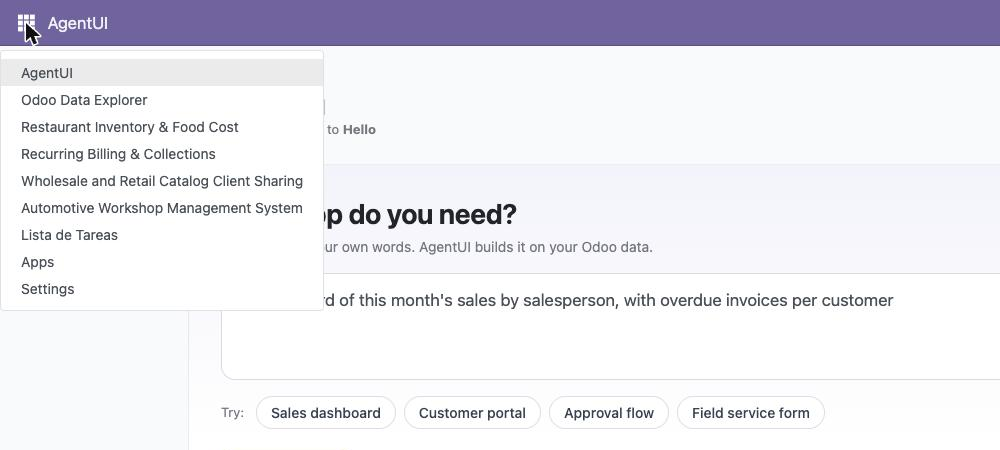 AgentUI
AgentUI
Odoo Data Explorer
Restaurant Inventory & Food Cost
Recurring Billing & Collections
Wholesale and Retail Catalog Client Sharing
Automotive Workshop Management System
Lista de Tareas
Apps
Settings
to Hello
do you need?
own words. AgentUI builds it on your Odoo data.
of this month's sales by salesperson, with overdue invoices per customer
Try: Sales dashboard Customer portal Approval flow Field service form